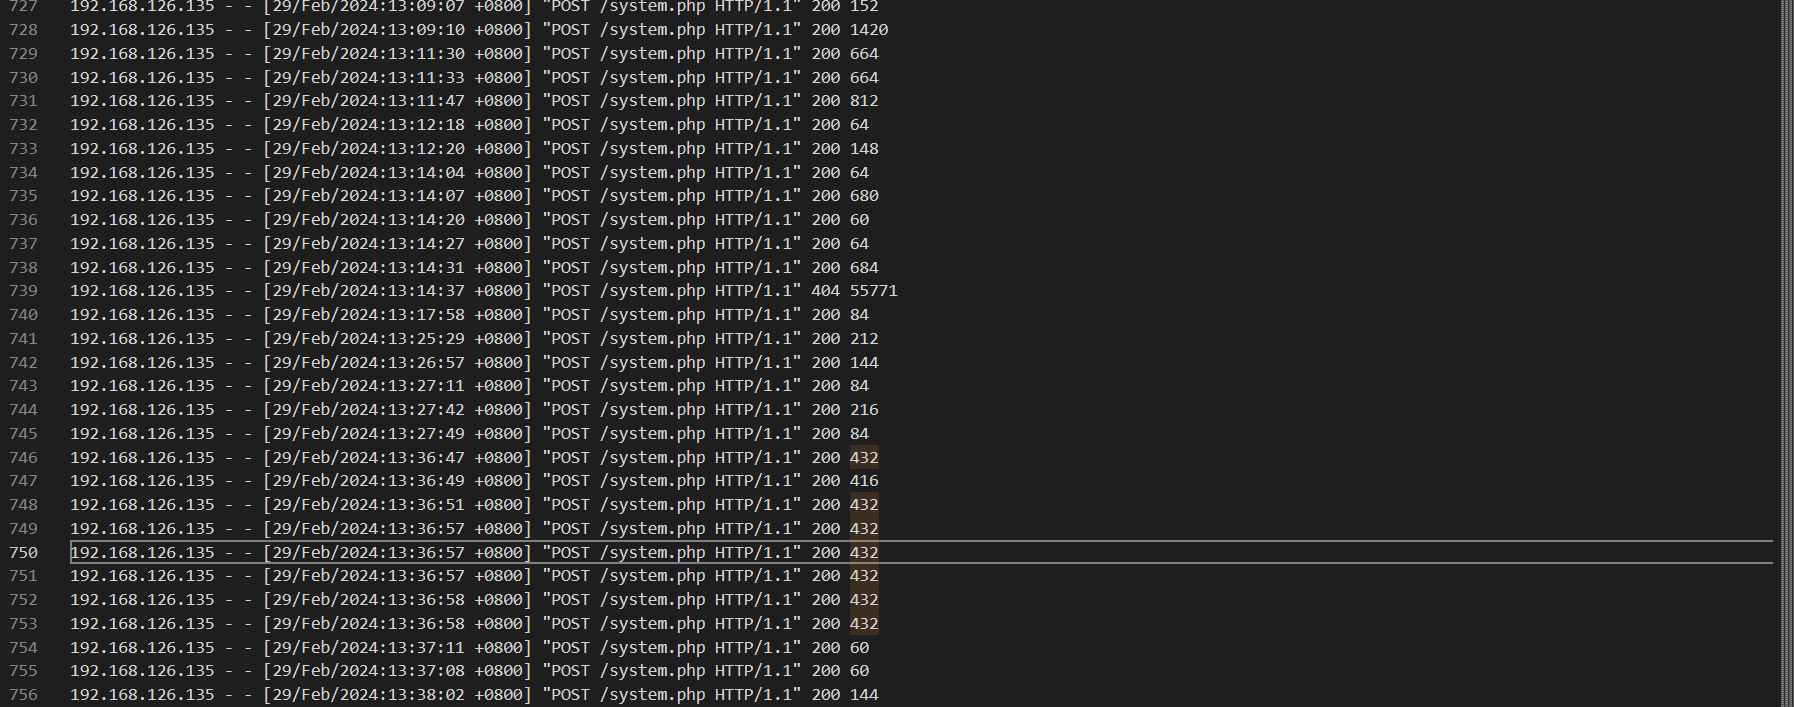 727 192.168.126.135 - - [29/Feb/2024:13:09:07 +0800] "POST /system.php HTTP/1.1" 200 152
728 192.168.126.135 - - [29/Feb/2024:13:09:10 +0800] "POST /system.php HTTP/1.1" 200 1420
729 192.168.126.135 - - [29/Feb/2024:13:11:30 +0800] "POST /system.php HTTP/1.1" 200 664
730 192.168.126.135 - - [29/Feb/2024:13:11:33 +0800] "POST /system.php HTTP/1.1" 200 664
731 192.168.126.135 - - [29/Feb/2024:13:11:47 +0800] "POST /system.php HTTP/1.1" 200 812
732 192.168.126.135 - - [29/Feb/2024:13:12:18 +0800] "POST /system.php HTTP/1.1" 200 64
733 192.168.126.135 - - [29/Feb/2024:13:12:20 +0800] "POST /system.php HTTP/1.1" 200 148
734 192.168.126.135 - - [29/Feb/2024:13:14:04 +0800] "POST /system.php HTTP/1.1" 200 64
735 192.168.126.135 - - [29/Feb/2024:13:14:07 +0800] "POST /system.php HTTP/1.1" 200 680
736 192.168.126.135 - - [29/Feb/2024:13:14:20 +0800] "POST /system.php HTTP/1.1" 200 60
737 192.168.126.135 - - [29/Feb/2024:13:14:27 +0800] "POST /system.php HTTP/1.1" 200 64
738 192.168.126.135 - - [29/Feb/2024:13:14:31 +0800] "POST /system.php HTTP/1.1" 200 684
739 192.168.126.135 - - [29/Feb/2024:13:14:37 +0800] "POST /system.php HTTP/1.1" 404 55771
740 192.168.126.135 - - [29/Feb/2024:13:17:58 +0800] "POST /system.php HTTP/1.1" 200 84
741 192.168.126.135 - - [29/Feb/2024:13:25:29 +0800] "POST /system.php HTTP/1.1" 200 212
742 192.168.126.135 - - [29/Feb/2024:13:26:57 +0800] "POST /system.php HTTP/1.1" 200 144
743 192.168.126.135 - - [29/Feb/2024:13:27:11 +0800] "POST /system.php HTTP/1.1" 200 84
744 192.168.126.135 - - [29/Feb/2024:13:27:42 +0800] "POST /system.php HTTP/1.1" 200 216
745 192.168.126.135 - - [29/Feb/2024:13:27:49 +0800] "POST /system.php HTTP/1.1" 200 84
746 192.168.126.135 - - [29/Feb/2024:13:36:47 +0800] "POST /system.php HTTP/1.1" 200 432
747 192.168.126.135 - - [29/Feb/2024:13:36:49 +0800] "POST /system.php HTTP/1.1" 200 416
748 192.168.126.135 - - [29/Feb/2024:13:36:51 +0800] "POST /system.php HTTP/1.1" 200 432
749 192.168.126.135 - - [29/Feb/2024:13:36:57 +0800] "POST /system.php HTTP/1.1" 200 432
750 192.168.126.135 - - [29/Feb/2024:13:36:57 +0800] "POST /system.php HTTP/1.1" 200 432
751 192.168.126.135 - - [29/Feb/2024:13:36:57 +0800] "POST /system.php HTTP/1.1" 200 432
752 192.168.126.135 - - [29/Feb/2024:13:36:58 +0800] "POST /system.php HTTP/1.1" 200 432
753 192.168.126.135 - - [29/Feb/2024:13:36:58 +0800] "POST /system.php HTTP/1.1" 200 432
754 192.168.126.135 - - [29/Feb/2024:13:37:11 +0800] "POST /system.php HTTP/1.1" 200 60
755 192.168.126.135 - - [29/Feb/2024:13:37:08 +0800] "POST /system.php HTTP/1.1" 200 60
756 192.168.126.135 - - [29/Feb/2024:13:38:02 +0800] "POST /system.php HTTP/1.1" 200 144